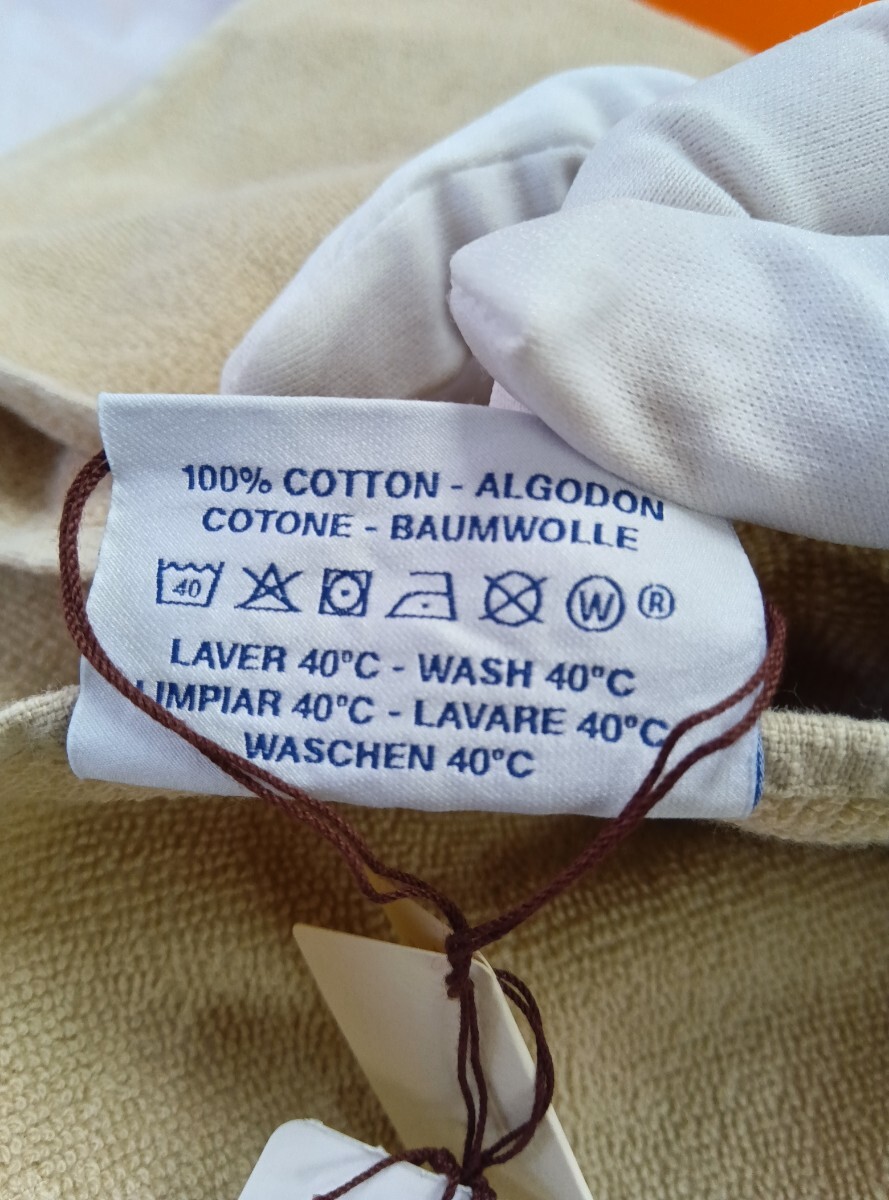 100% COTTON - ALGODON
COTONE - BAUMWOLLE
40 W ®
LAVER 40°C - WASH 40°C
LIMPIAR 40°C - LAVARE 40°C
WASCHEN 40°C